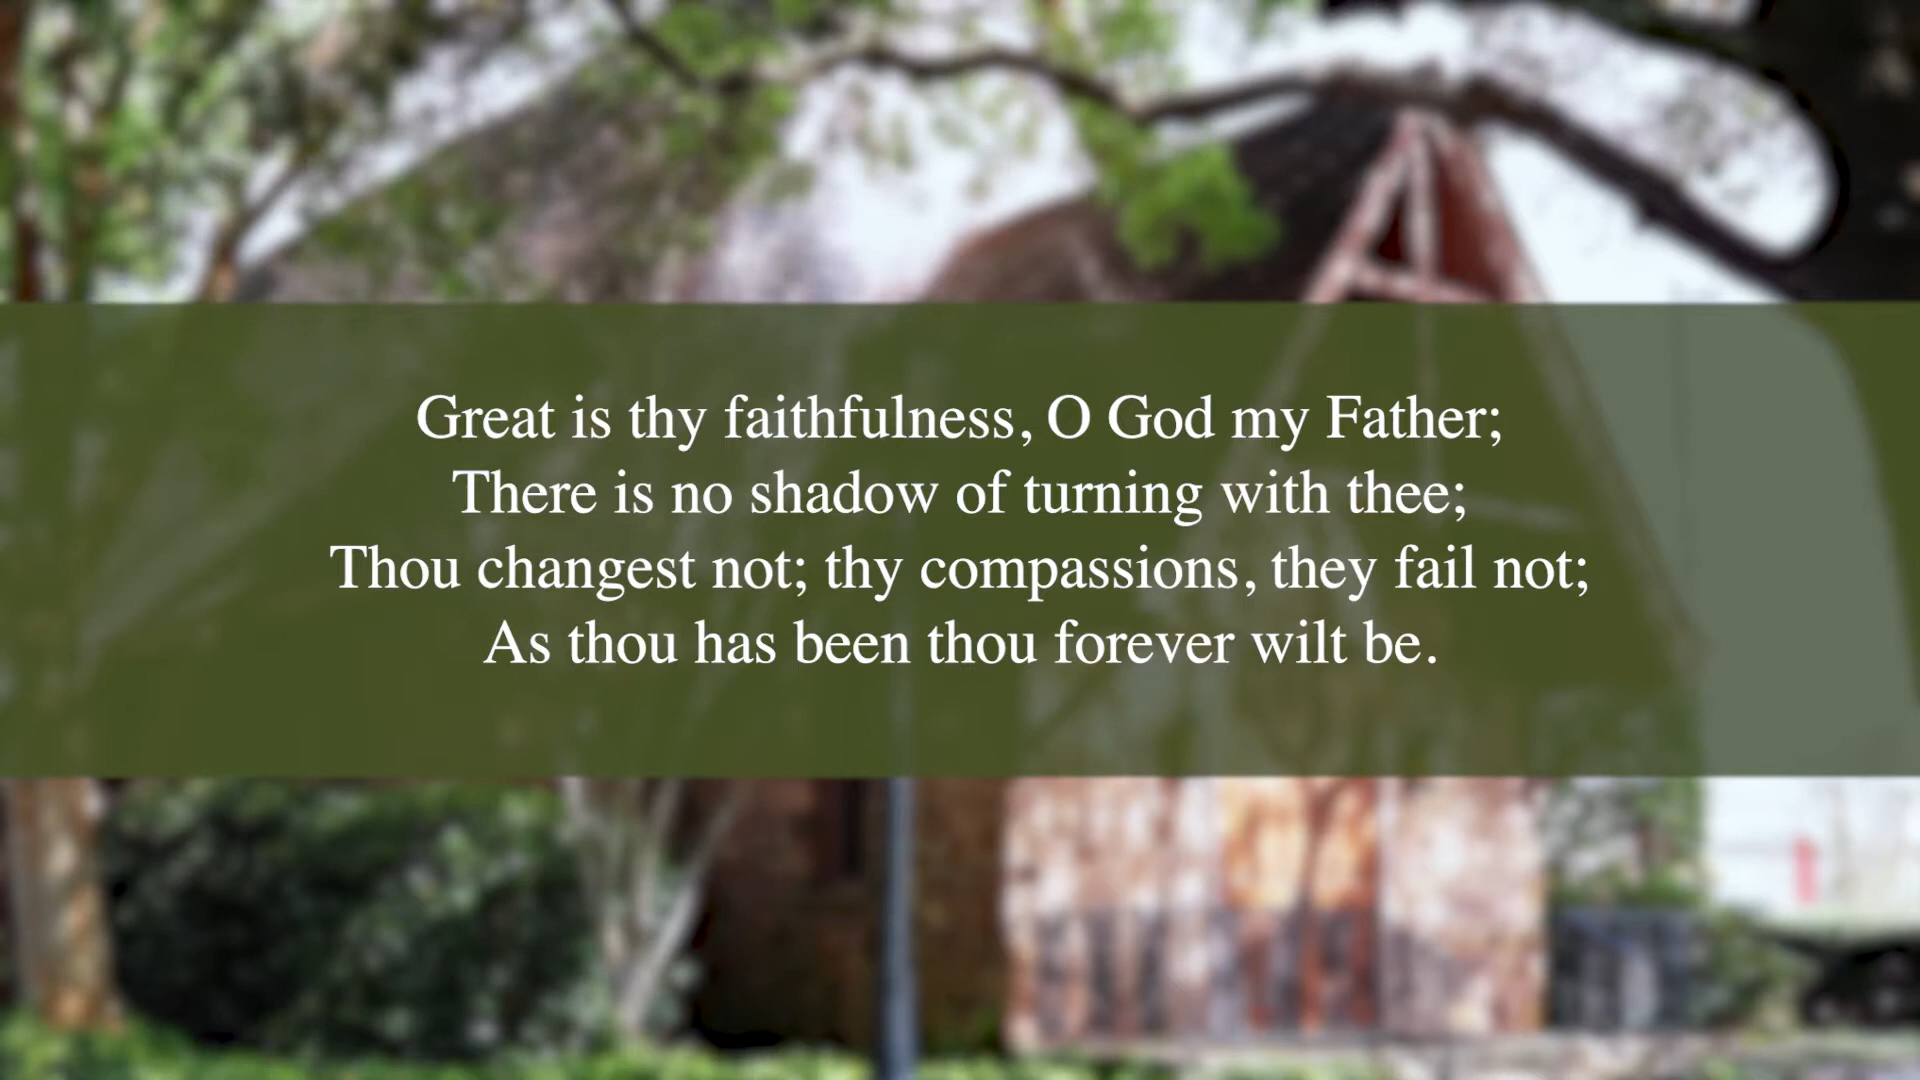 Great is thy faithfulness, O God my Father;
There is no shadow of turning with thee;
Thou changest not; thy compassions, they fail not;
As thou has been thou forever wilt be.